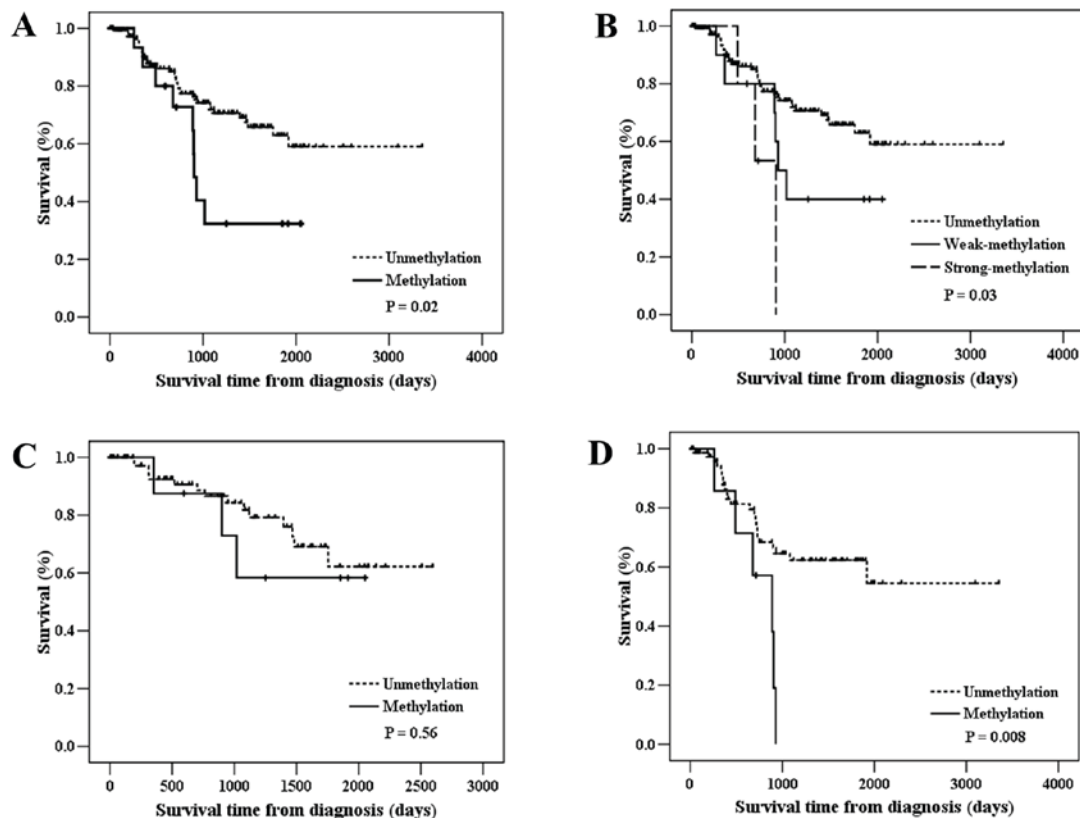 A
Survival (%)
1.0
0.8
0.6
0.4
0.2
0.0
Unmethylation
Methylation
P = 0.02
0 1000 2000 3000 4000
Survival time from diagnosis (days)
B
Survival (%)
1.0
0.8
0.6
0.4
0.2
0.0
Unmethylation
Weak-methylation
Strong-methylation
P = 0.03
0 1000 2000 3000 4000
Survival time from diagnosis (days)
C
Survival (%)
1.0
0.8
0.6
0.4
0.2
0.0
Unmethylation
Methylation
P = 0.56
0 500 1000 1500 2000 2500 3000
Survival time from diagnosis (days)
D
Survival (%)
1.0
0.8
0.6
0.4
0.2
0.0
Unmethylation
Methylation
P = 0.008
0 1000 2000 3000 4000
Survival time from diagnosis (days)